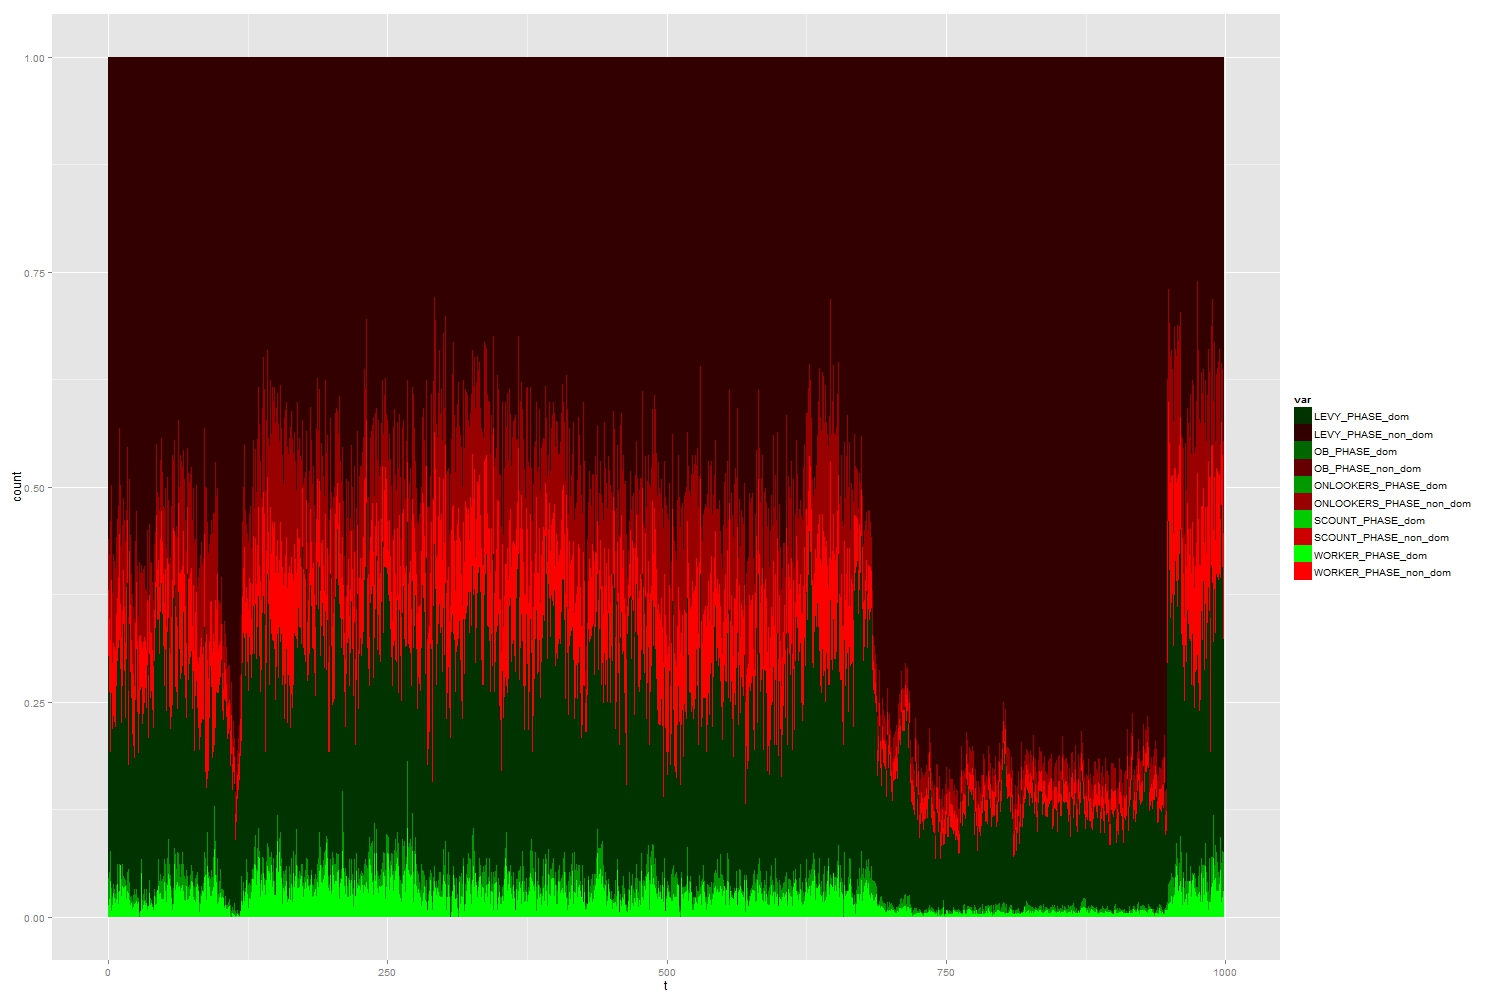 1.00
0.75
0.50
0.25
0.00
count
0
250
500
750
1000
t
var
LEVY_PHASE_dom
LEVY_PHASE_non_dom
OB_PHASE_dom
OB_PHASE_non_dom
ONLOOKERS_PHASE_dom
ONLOOKERS_PHASE_non_dom
SCOUNT_PHASE_dom
SCOUNT_PHASE_non_dom
WORKER_PHASE_dom
WORKER_PHASE_non_dom